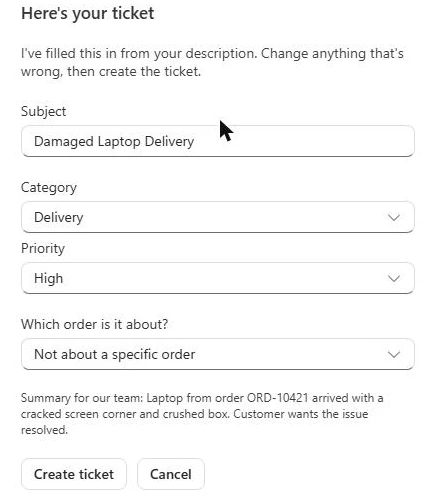 Here's your ticket
I've filled this in from your description. Change anything that's
wrong, then create the ticket.
Subject
Damaged Laptop Delivery
Category
Delivery
Priority
High
Which order is it about?
Not about a specific order
Summary for our team: Laptop from order ORD-10421 arrived with a
cracked screen corner and crushed box. Customer wants the issue
resolved.
Create ticket Cancel